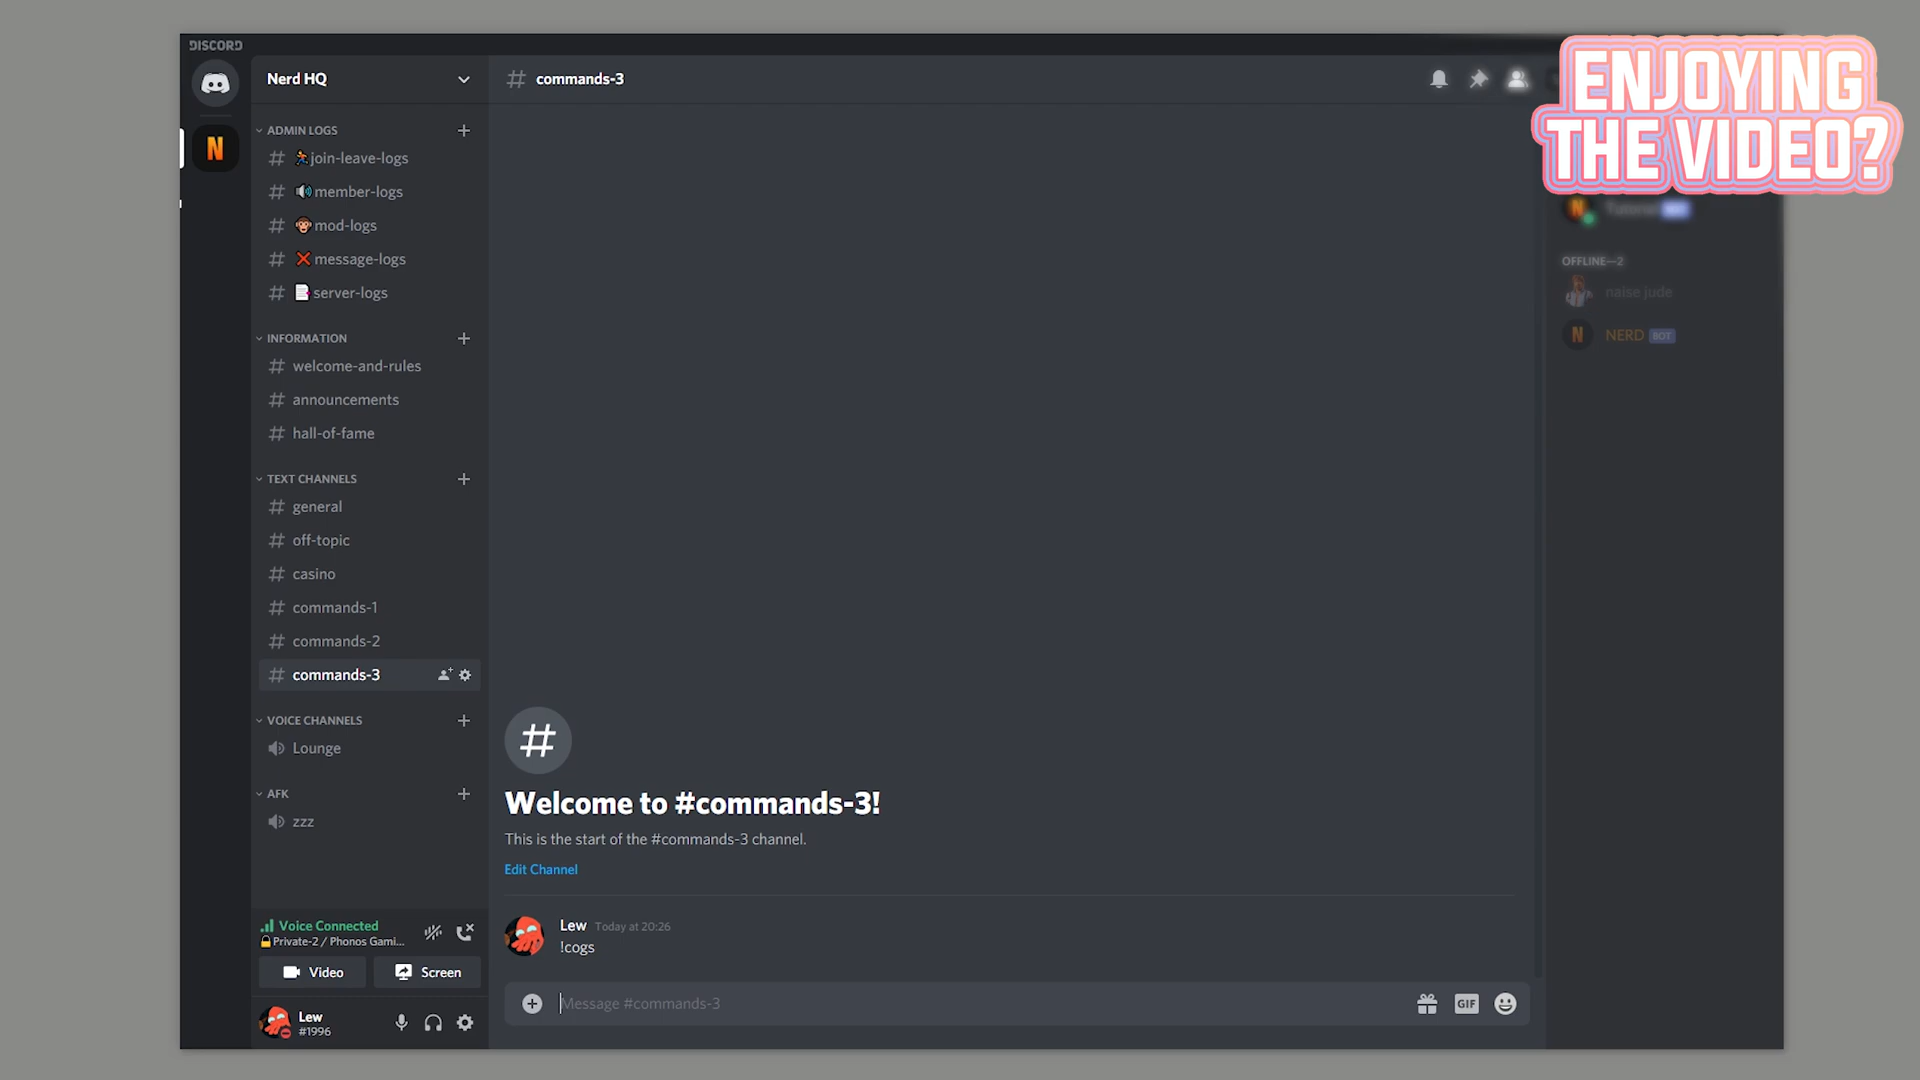 DISCORD
Nerd HQ
commands-3
ENJOYING
THE VIDEO?
ADMIN LOGS
join-leave-logs
member-logs
mod-logs
message-logs
server-logs
INFORMATION
welcome-and-rules
announcements
hall-of-fame
TEXT CHANNELS
general
off-topic
casino
commands-1
commands-2
commands-3
VOICE CHANNELS
Lounge
AFK
zzz
Voice Connected
Private-2 / Phonos Gami...
Video
Screen
Lew
#1996
Welcome to #commands-3!
This is the start of the #commands-3 channel.
Edit Channel
Lew Today at 20:26
!cogs
Message #commands-3
GIF
Tutorial BOT
OFFLINE—2
naise jude
NERD BOT